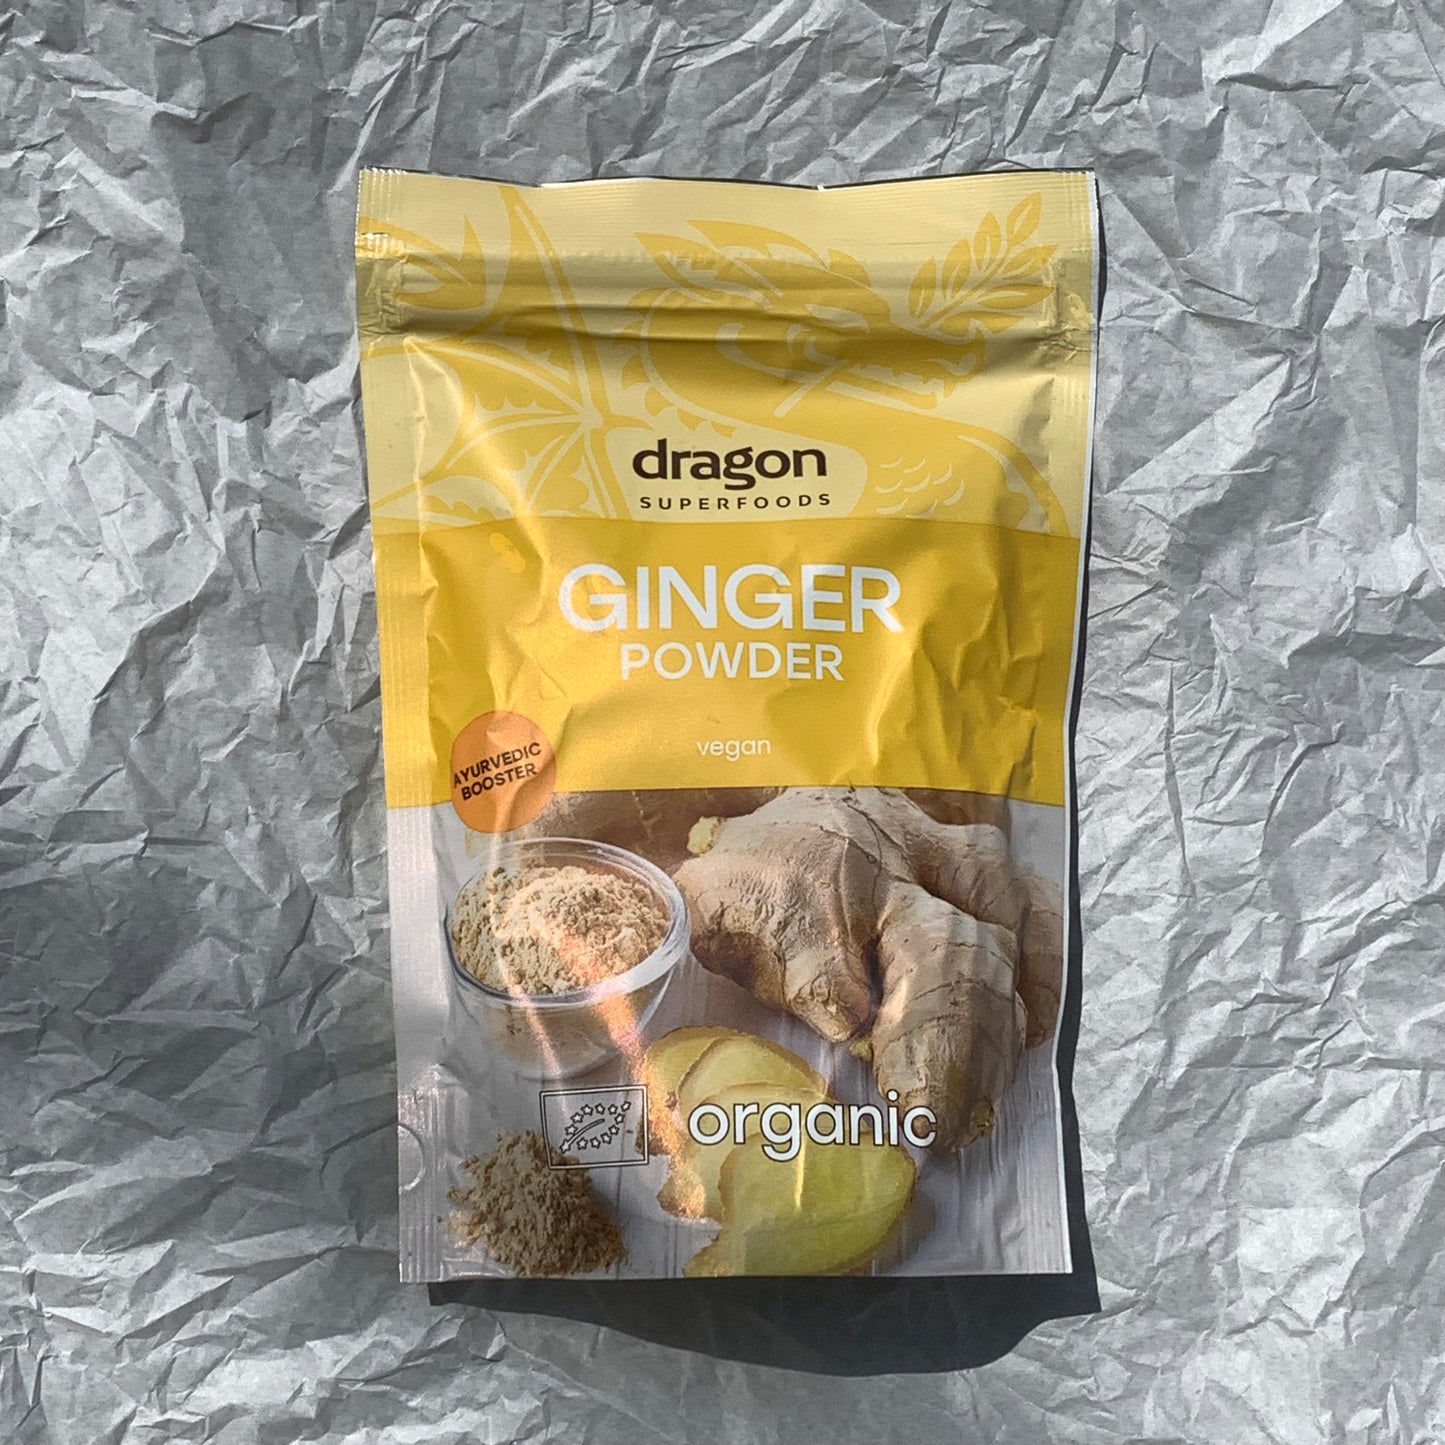 dragon
SUPERFOODS
GINGER
POWDER
vegan
AYURVEDIC
BOOSTER
organic